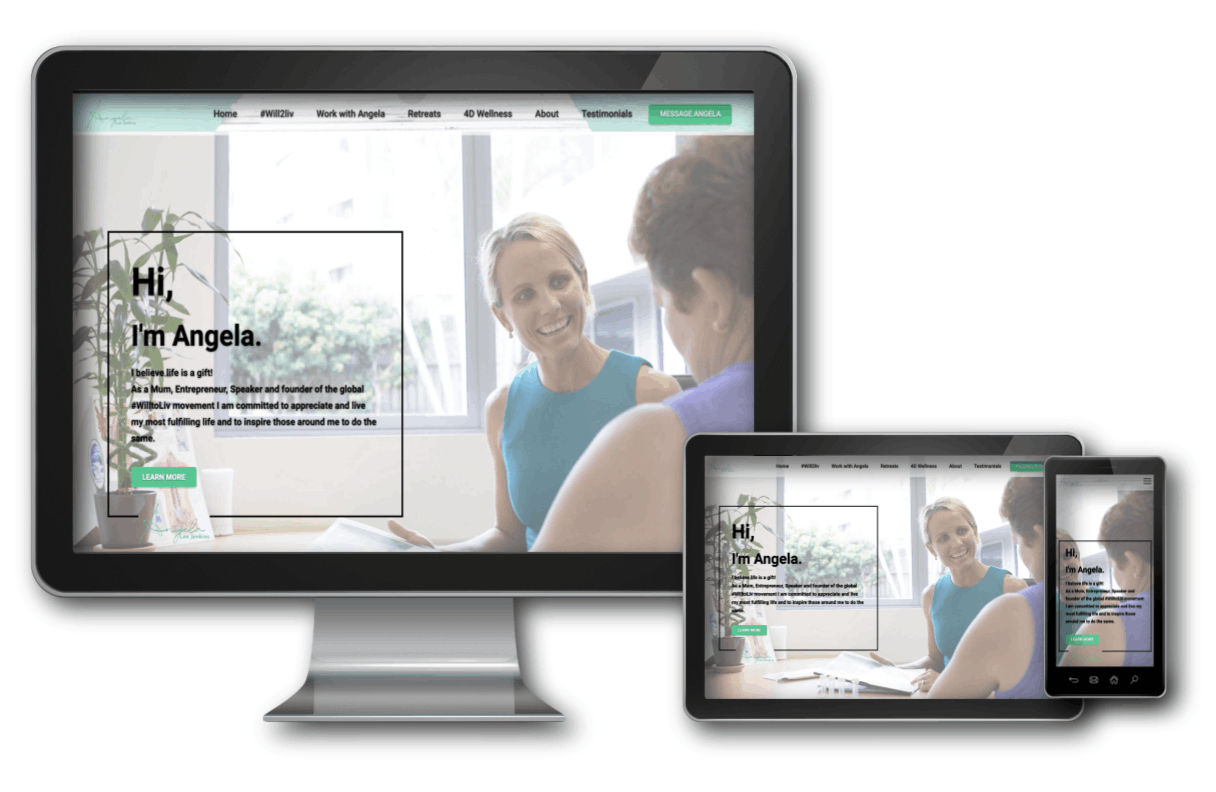 Angela
Home #Will2liv Work with Angela Retreats 4D Wellness About Testimonials MESSAGE ANGELA
Hi,
I'm Angela.
I believe life is a gift!
As a Mum, Entrepreneur, Speaker and founder of the global
#WilltoLiv movement I am committed to appreciate and live
my most fulfilling life and to inspire those around me to do the
same.
LEARN MORE
Angela
Lee Jenkins
Home #Will2liv Work with Angela Retreats 4D Wellness About Testimonials
Hi,
I'm Angela.
I believe life is a gift!
As a Mum, Entrepreneur, Speaker and founder of the global
#WilltoLiv movement I am committed to appreciate and live
my most fulfilling life and to inspire those around me to do the
LEARN MORE
Hi,
I'm Angela.
I believe life is a gift!
As a Mum, Entrepreneur, Speaker and
founder of the global #WilltoLiv movement
I am committed to appreciate and live my
most fulfilling life and to inspire those
around me to do the same.
LEARN MORE